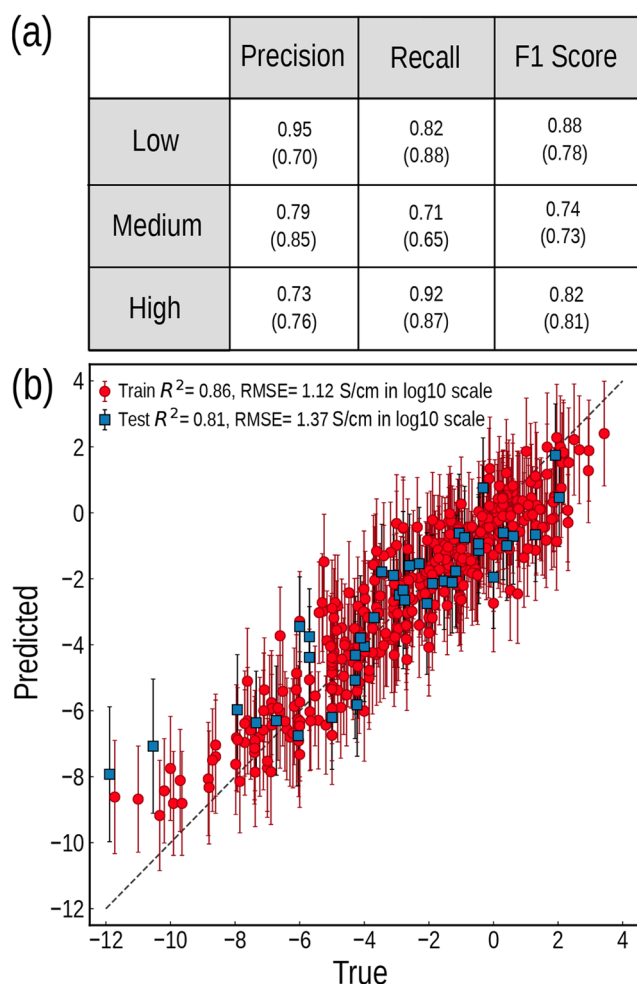 (a)
Precision Recall F1 Score
Low 0.95 0.82 0.88
(0.70) (0.88) (0.78)
Medium 0.79 0.71 0.74
(0.85) (0.65) (0.73)
High 0.73 0.92 0.82
(0.76) (0.87) (0.81)
(b)
Train R²= 0.86, RMSE= 1.12 S/cm in log10 scale
Test R²= 0.81, RMSE= 1.37 S/cm in log10 scale
4
2
0
−2
−4
−6
−8
−10
−12
Predicted
−12 −10 −8 −6 −4 −2 0 2 4
True